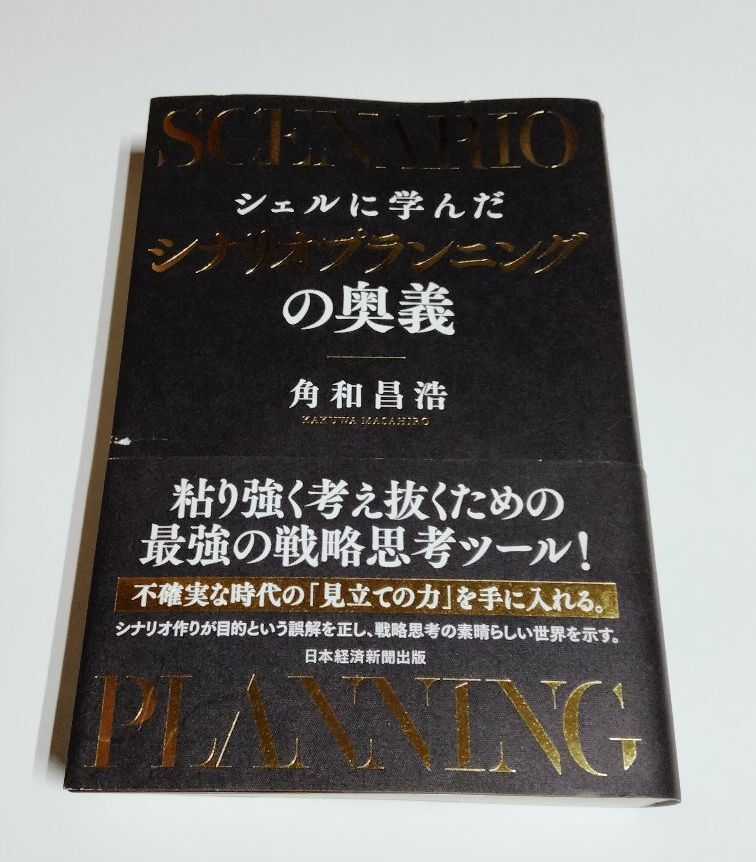 SCENARIO
シェルに学んだ
シナリオプランニング
の奥義
角和昌浩
KAKUWA MASAHIRO
粘り強く考え抜くための
最強の戦略思考ツール!
不確実な時代の「見立ての力」を手に入れる。
シナリオ作りが目的という誤解を正し、戦略思考の素晴らしい世界を示す。
日本経済新聞出版
PLANNING